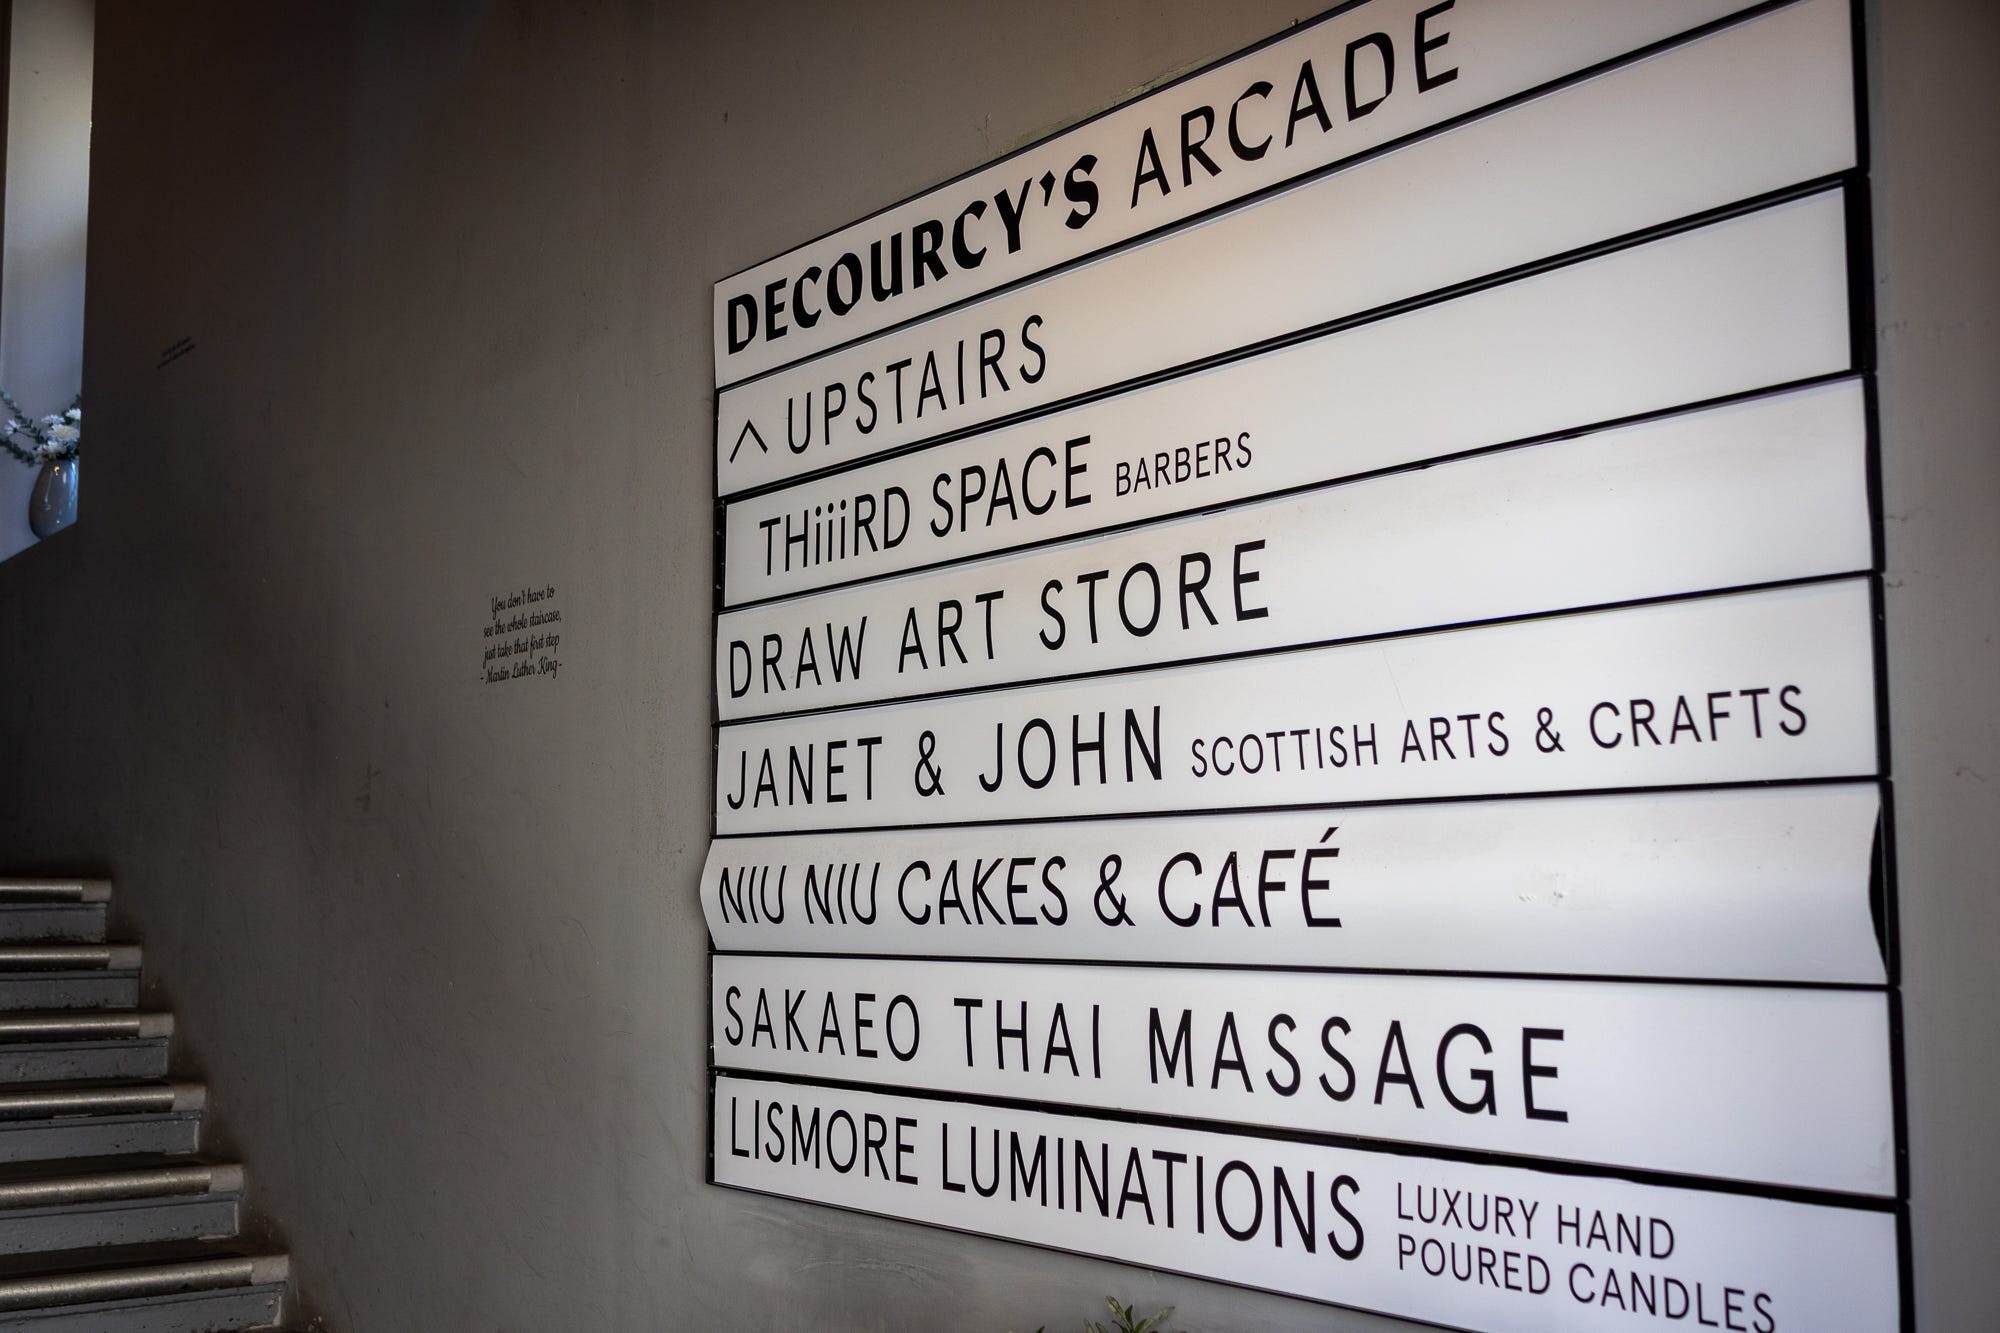 DECOURCY'S ARCADE
^ UPSTAIRS
THiiiRD SPACE BARBERS
DRAW ART STORE
JANET & JOHN SCOTTISH ARTS & CRAFTS
NIU NIU CAKES & CAFÉ
SAKAEO THAI MASSAGE
LISMORE LUMINATIONS LUXURY HAND
POURED CANDLES
You don't have to
see the whole staircase,
just take that first step
- Martin Luther King-